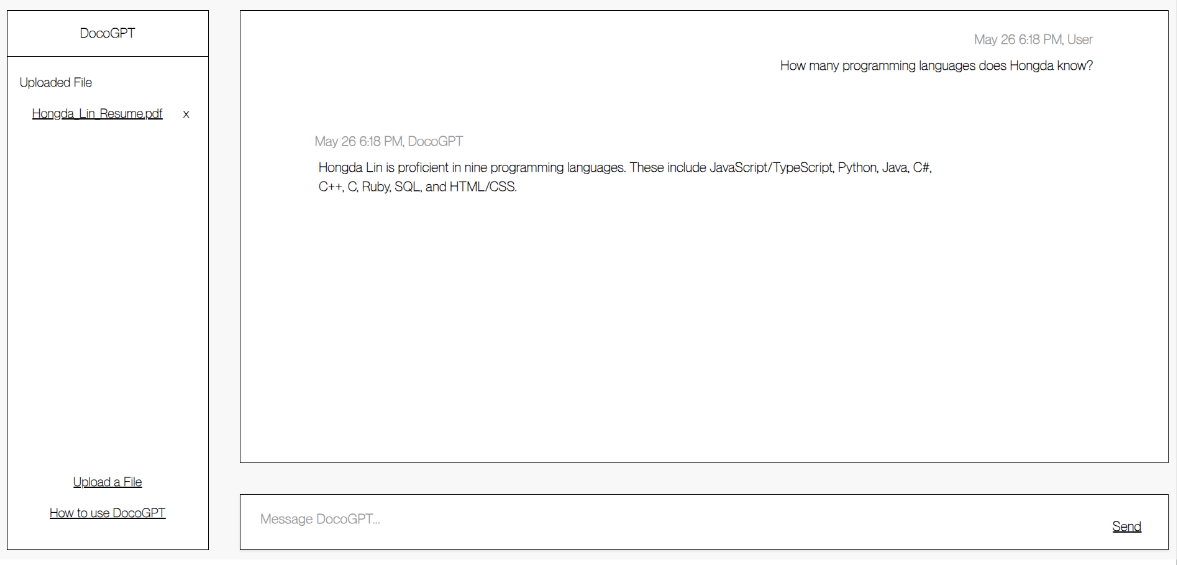 DocoGPT
Uploaded File
Hongda_Lin_Resume.pdf x
Upload a File
How to use DocoGPT
May 26 6:18 PM, User
How many programming languages does Hongda know?
May 26 6:18 PM, DocoGPT
Hongda Lin is proficient in nine programming languages. These include JavaScript/TypeScript, Python, Java, C#,
C++, C, Ruby, SQL, and HTML/CSS.
Message DocoGPT...
Send